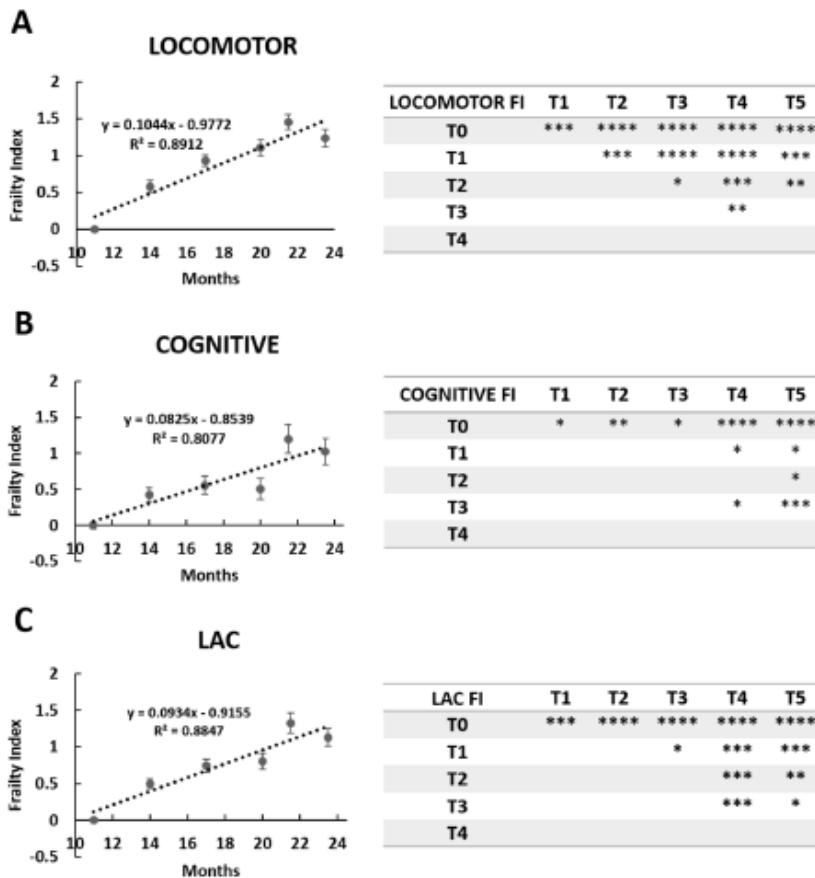 A
LOCOMOTOR
2
1.5
1
0.5
0
-0.5
y = 0.1044x - 0.9772
R² = 0.8912
Frailty Index
10 12 14 16 18 20 22 24
Months
LOCOMOTOR FI T1 T2 T3 T4 T5
T0 *** **** **** **** ****
T1 *** **** **** ***
T2 * *** **
T3 **
T4
B
COGNITIVE
2
1.5
1
0.5
0
-0.5
y = 0.0825x - 0.8539
R² = 0.8077
Frailty Index
10 12 14 16 18 20 22 24
Months
COGNITIVE FI T1 T2 T3 T4 T5
T0 * ** * **** ****
T1 * *
T2 *
T3 * ***
T4
C
LAC
2
1.5
1
0.5
0
-0.5
y = 0.0934x - 0.9155
R² = 0.8847
Frailty Index
10 12 14 16 18 20 22 24
Months
LAC FI T1 T2 T3 T4 T5
T0 *** **** **** **** ****
T1 * *** ***
T2 *** **
T3 *** *
T4